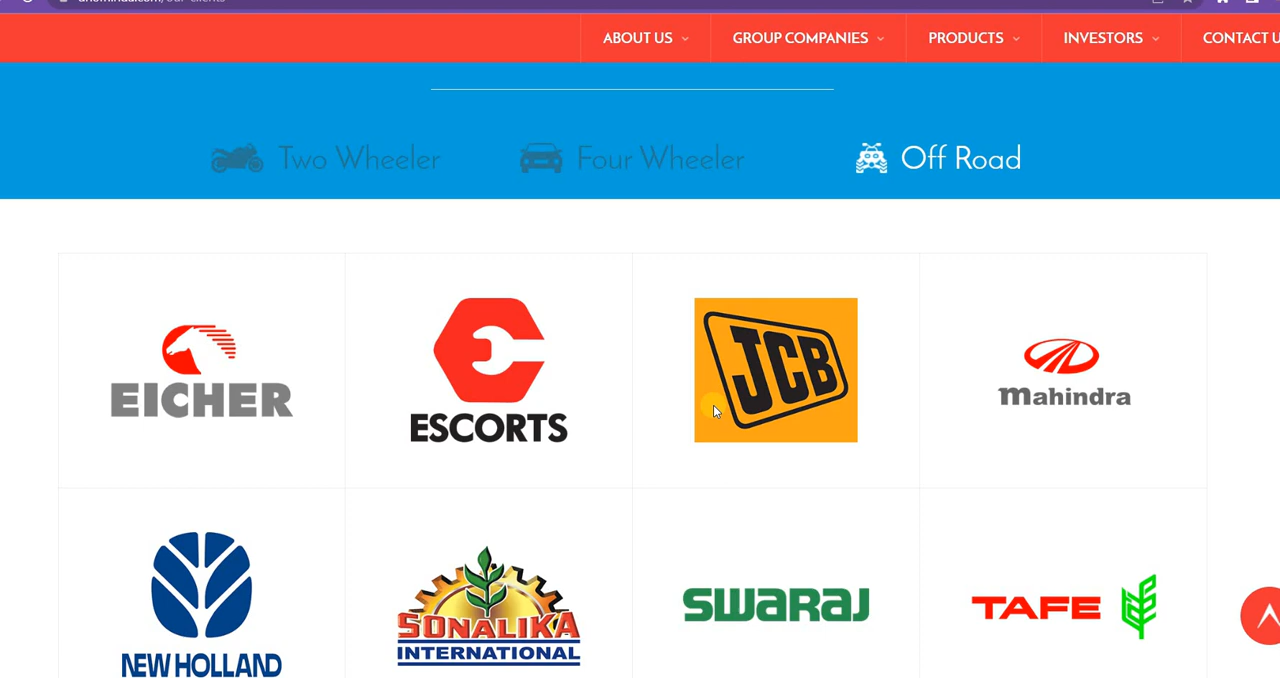 ABOUT US
GROUP COMPANIES
PRODUCTS
INVESTORS
CONTACT U
Two Wheeler
Four Wheeler
Off Road
EICHER
ESCORTS
JCB
mahindra
NEW HOLLAND
SONALIKA
INTERNATIONAL
SWARAJ
TAFE